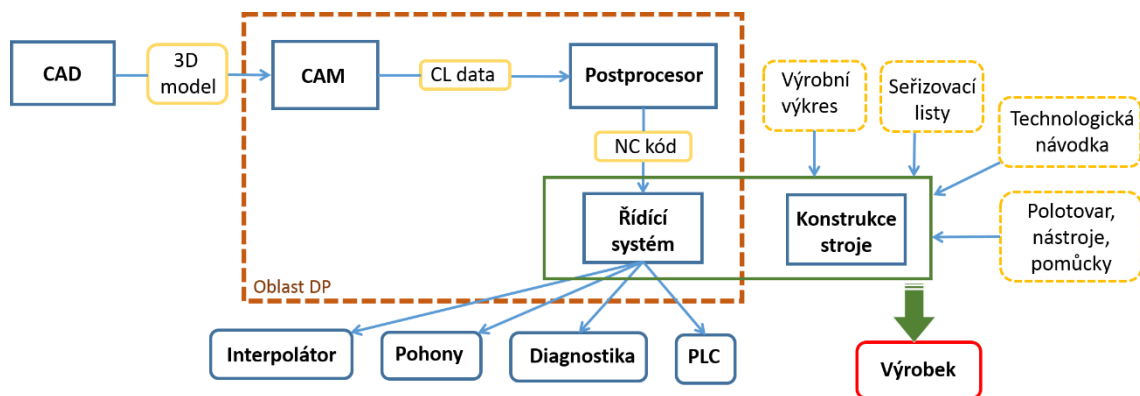 CAD
3D
model
CAM
CL data
Postprocesor
Výrobní
výkres
Seřizovací
listy
Technologická
návodka
NC kód
Řídící
systém
Konstrukce
stroje
Polotovar,
nástroje,
pomůcky
Oblast DP
Interpolátor
Pohony
Diagnostika
PLC
Výrobek